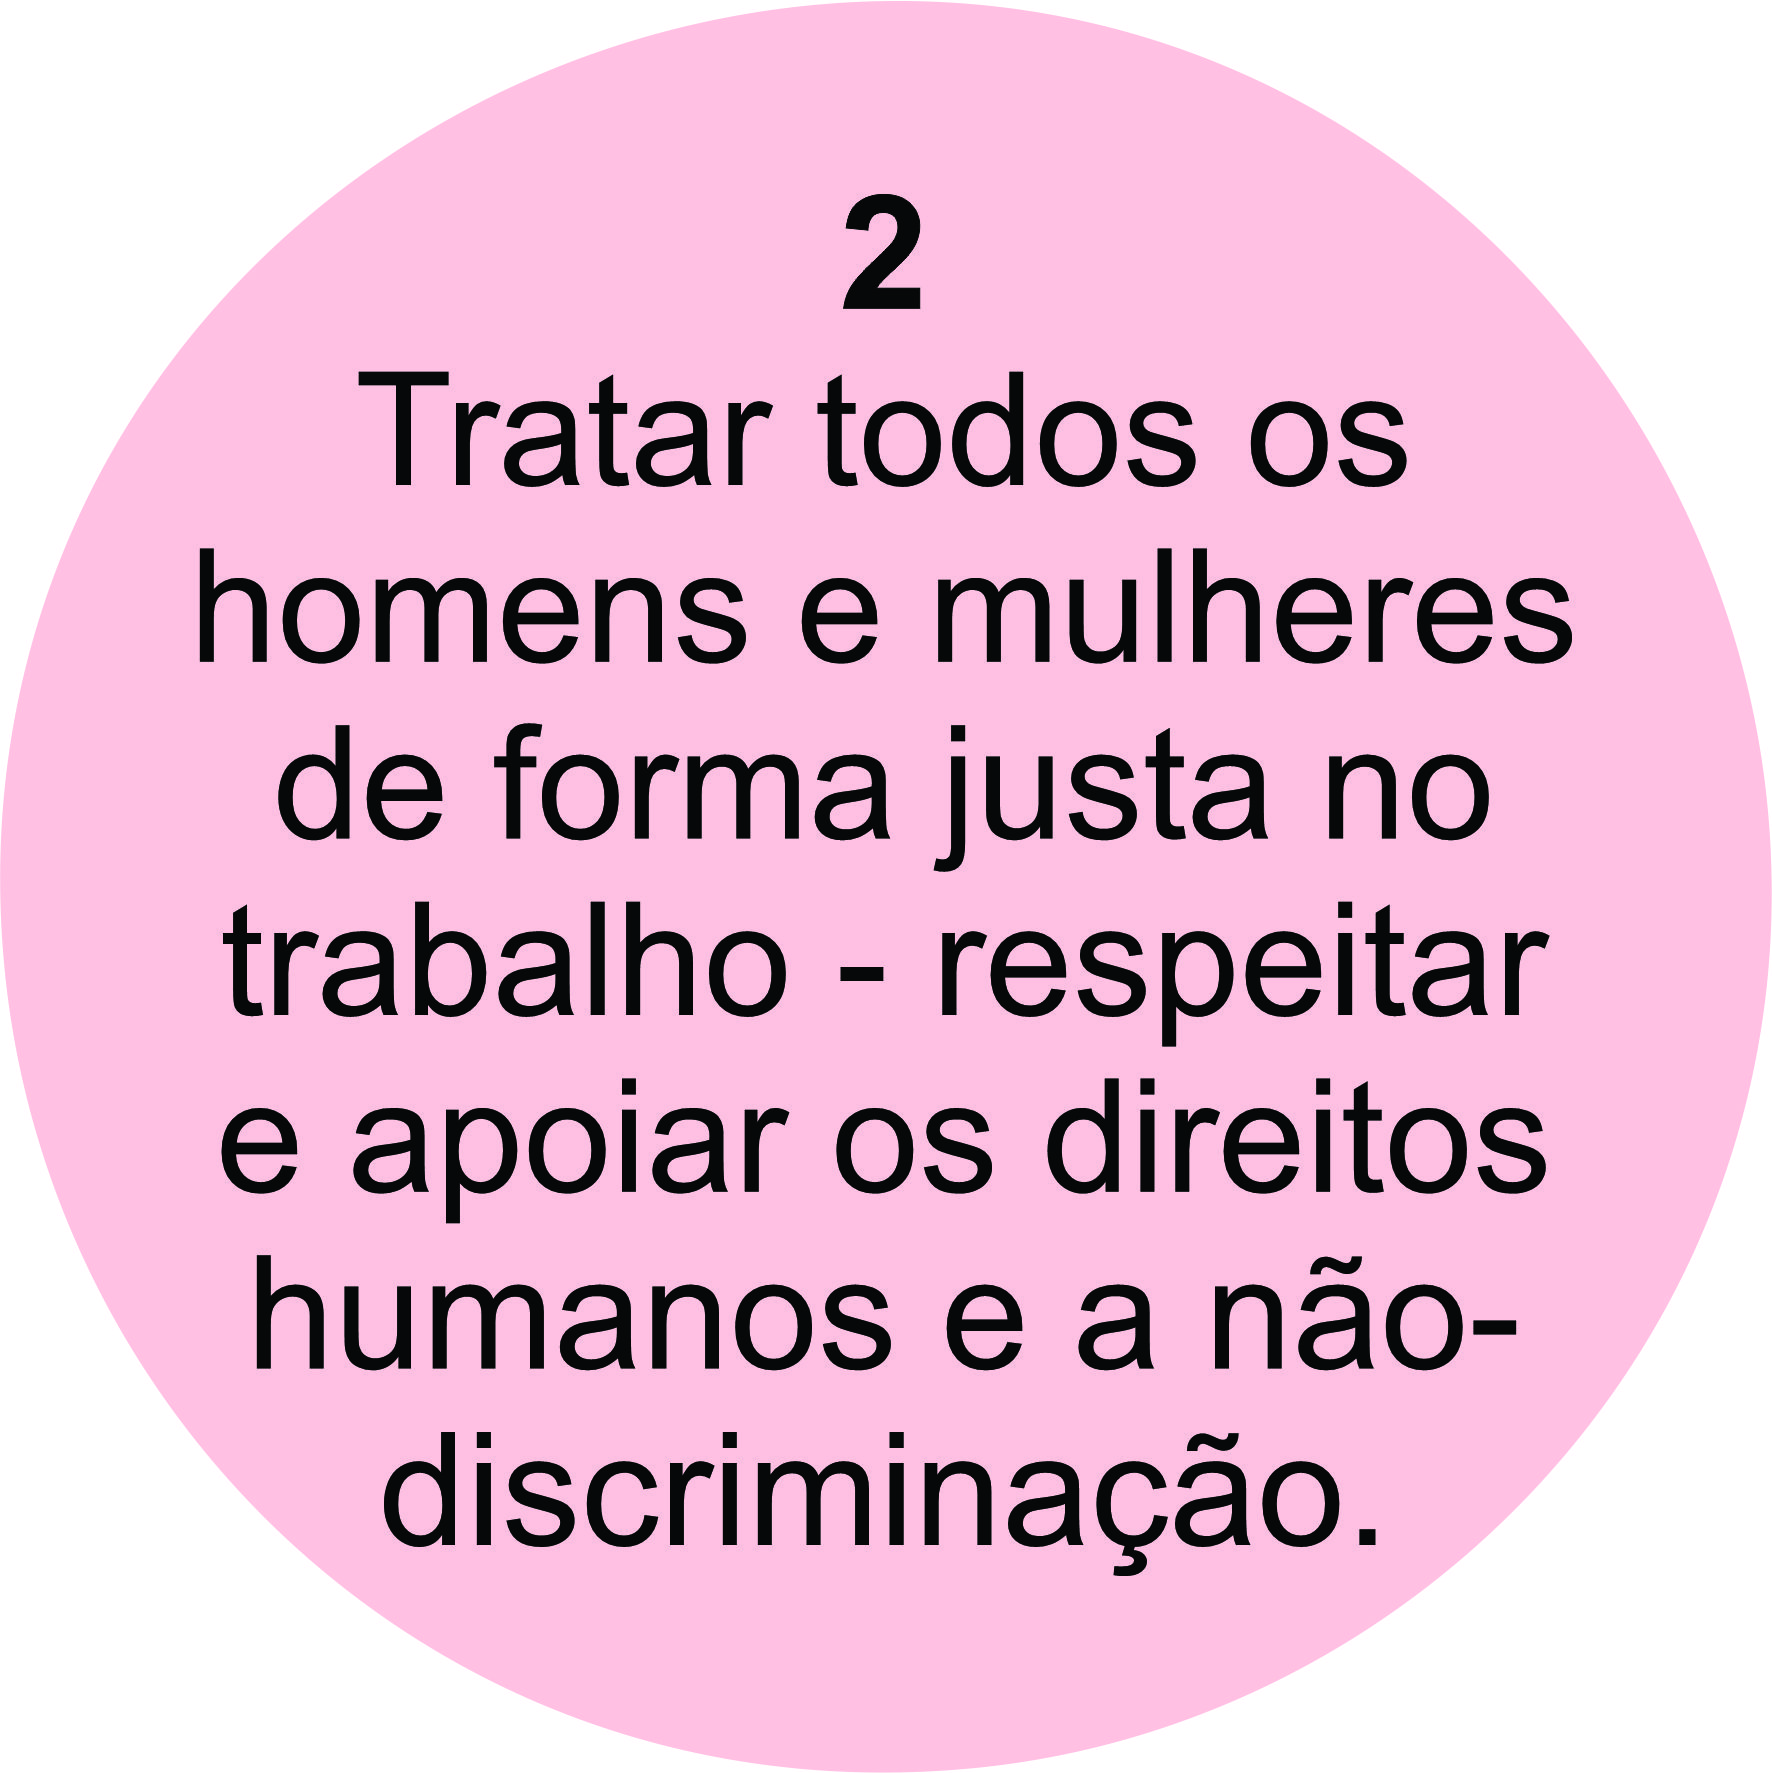 2
Tratar todos os
homens e mulheres
de forma justa no
trabalho - respeitar
e apoiar os direitos
humanos e a não-
discriminação.